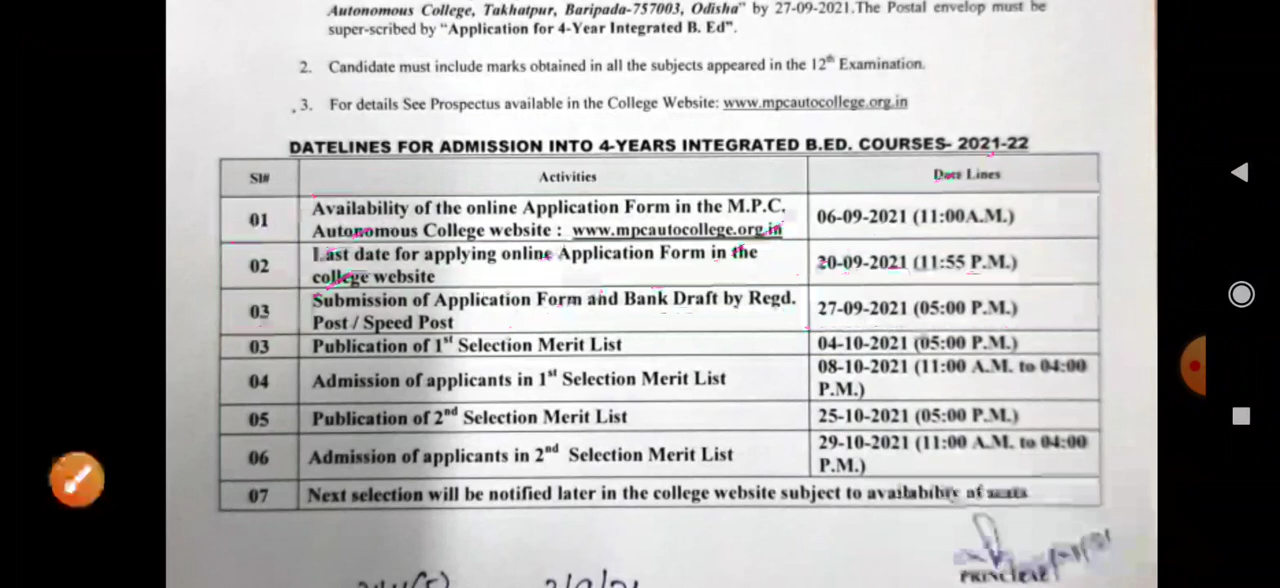 Autonomous College, Takhatpur, Baripada-757003, Odisha" by 27-09-2021.The Postal envelop must be
super-scribed by "Application for 4-Year Integrated B. Ed".
2. Candidate must include marks obtained in all the subjects appeared in the 12th Examination.
3. For details See Prospectus available in the College Website: www.mpcautocollege.org.in
DATELINES FOR ADMISSION INTO 4-YEARS INTEGRATED B.ED. COURSES- 2021-22
Sl# Activities Date Lines
01 Availability of the online Application Form in the M.P.C. Autonomous College website : www.mpcautocollege.org.in 06-09-2021 (11:00A.M.)
02 Last date for applying online Application Form in the college website 20-09-2021 (11:55 P.M.)
03 Submission of Application Form and Bank Draft by Regd. Post / Speed Post 27-09-2021 (05:00 P.M.)
03 Publication of 1st Selection Merit List 04-10-2021 (05:00 P.M.)
04 Admission of applicants in 1st Selection Merit List 08-10-2021 (11:00 A.M. to 04:00 P.M.)
05 Publication of 2nd Selection Merit List 25-10-2021 (05:00 P.M.)
06 Admission of applicants in 2nd Selection Merit List 29-10-2021 (11:00 A.M. to 04:00 P.M.)
07 Next selection will be notified later in the college website subject to availability of seats
PRINCIPAL